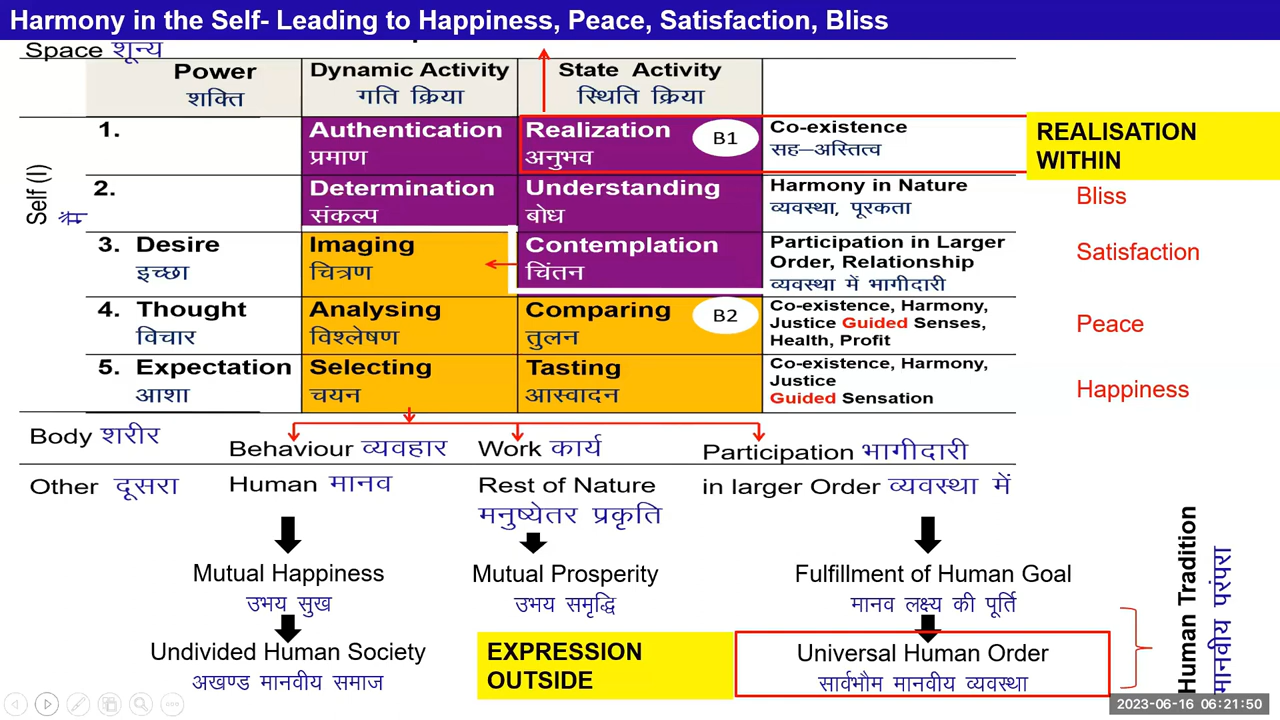 Harmony in the Self- Leading to Happiness, Peace, Satisfaction, Bliss
Space शून्य
Power
शक्ति
Dynamic Activity
गति क्रिया
State Activity
स्थिति क्रिया
Self (I)
मैं
1.
Authentication
प्रमाण
Realization
अनुभव
B1
Co-existence
सह–अस्तित्व
REALISATION
WITHIN
2.
Determination
संकल्प
Understanding
बोध
Harmony in Nature
व्यवस्था, पूरकता
Bliss
3. Desire
इच्छा
Imaging
चित्रण
Contemplation
चिंतन
Participation in Larger
Order, Relationship
व्यवस्था में भागीदारी
Satisfaction
4. Thought
विचार
Analysing
विश्लेषण
Comparing
तुलन
B2
Co-existence, Harmony,
Justice Guided Senses,
Health, Profit
Peace
5. Expectation
आशा
Selecting
चयन
Tasting
आस्वादन
Co-existence, Harmony,
Justice
Guided Sensation
Happiness
Body शरीर
Behaviour व्यवहार
Work कार्य
Participation भागीदारी
Other दूसरा
Human मानव
Rest of Nature
मनुष्येतर प्रकृति
in larger Order व्यवस्था में
Mutual Happiness
उभय सुख
Mutual Prosperity
उभय समृद्धि
Fulfillment of Human Goal
मानव लक्ष्य की पूर्ति
Undivided Human Society
अखण्ड मानवीय समाज
EXPRESSION
OUTSIDE
Universal Human Order
सार्वभौम मानवीय व्यवस्था
Human Tradition
मानवीय परंपरा
2023-06-16 06:21:50